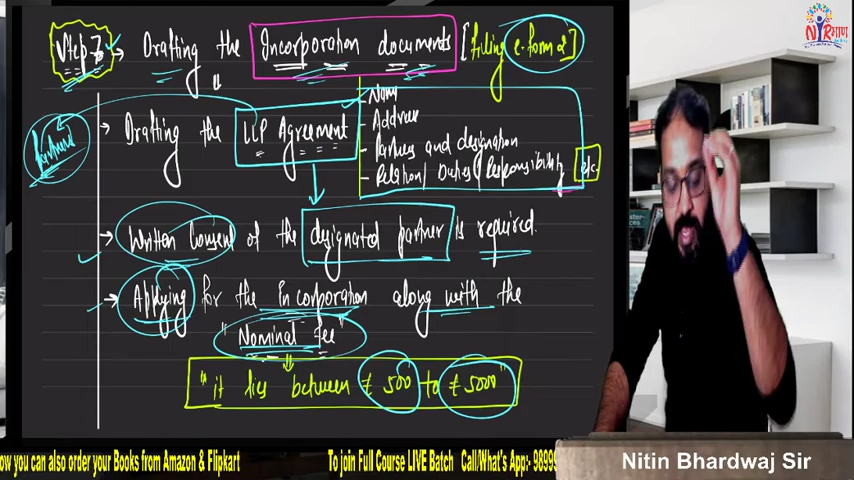 Step 7 → Drafting the Incorporation documents [filing e-form 2]
→ Drafting the LLP Agreement
- Name
- Address
- Partners and designation
- Relation/Duties/Responsibility etc.
→ Written Consent of the designated partner is required.
→ Applying for the Incorporation along with the
"Nominal Fee"
"it lies between ₹ 500 to ₹ 5000"
ow you can also order your Books from Amazon & Flipkart
To join Full Course LIVE Batch Call/What's App:- 98999
Nitin Bhardwaj Sir